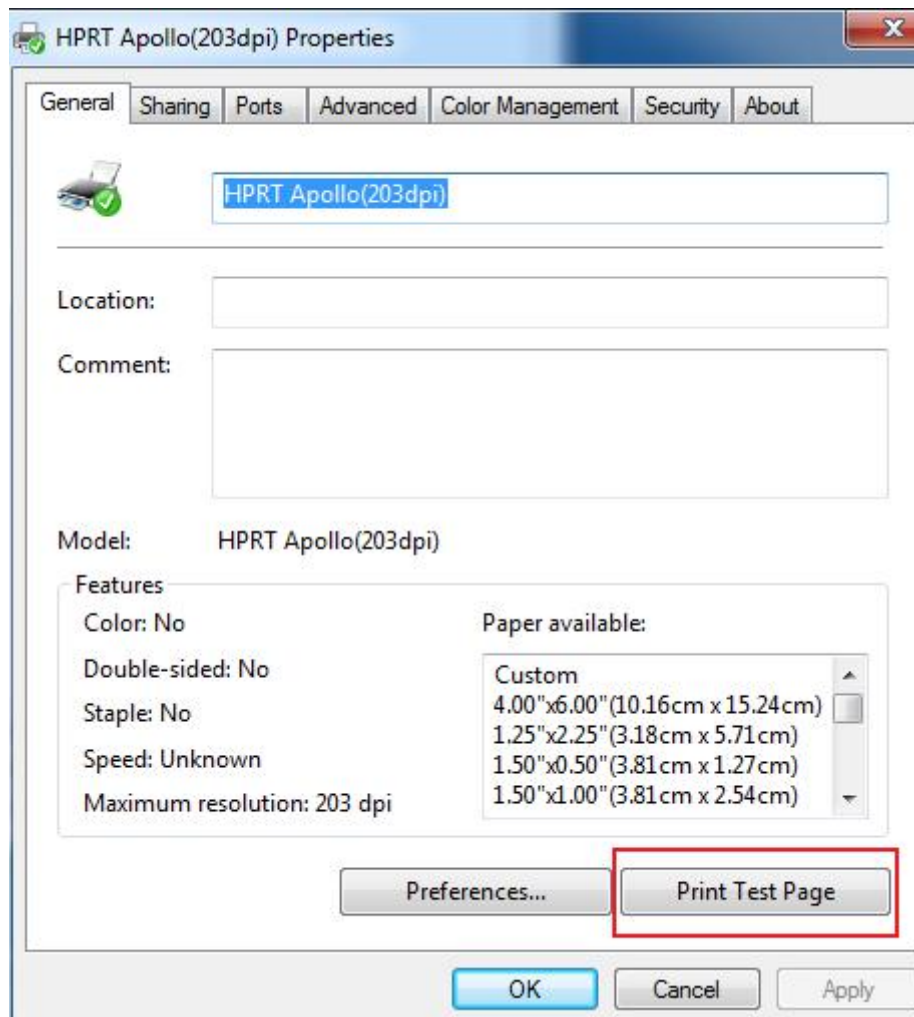 HPRT Apollo(203dpi) Properties
General Sharing Ports Advanced Color Management Security About
HPRT Apollo(203dpi)
Location:
Comment:
Model: HPRT Apollo(203dpi)
Features
Color: No
Double-sided: No
Staple: No
Speed: Unknown
Maximum resolution: 203 dpi
Paper available:
Custom
4.00"x6.00"(10.16cm x 15.24cm)
1.25"x2.25"(3.18cm x 5.71cm)
1.50"x0.50"(3.81cm x 1.27cm)
1.50"x1.00"(3.81cm x 2.54cm)
Preferences... Print Test Page
OK Cancel Apply